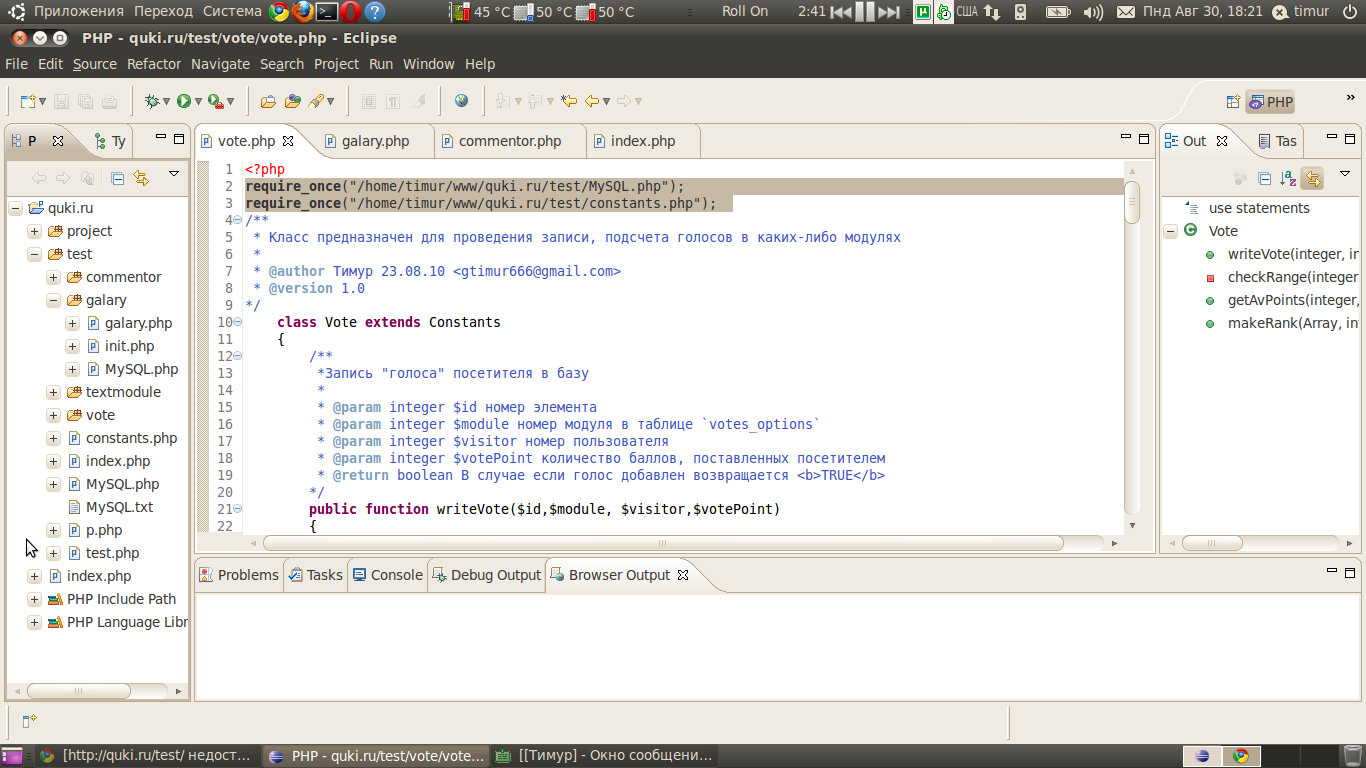 Приложения Переход Система 45 °C 50 °C 50 °C Roll On 2:41 США Пнд Авг 30, 18:21 timur
PHP - quki.ru/test/vote/vote.php - Eclipse
File Edit Source Refactor Navigate Search Project Run Window Help
PHP
P Ty
vote.php galary.php commentor.php index.php
Out Tas
quki.ru
project
test
commentor
galary
galary.php
init.php
MySQL.php
textmodule
vote
constants.php
index.php
MySQL.php
MySQL.txt
p.php
test.php
index.php
PHP Include Path
PHP Language Libr
1 <?php
2 require_once("/home/timur/www/quki.ru/test/MySQL.php");
3 require_once("/home/timur/www/quki.ru/test/constants.php");
4 /**
5 * Класс предназначен для проведения записи, подсчета голосов в каких-либо модулях
6 *
7 * @author Тимур 23.08.10 <gtimur666@gmail.com>
8 * @version 1.0
9 */
10 class Vote extends Constants
11 {
12 /**
13 *Запись "голоса" посетителя в базу
14 *
15 * @param integer $id номер элемента
16 * @param integer $module номер модуля в таблице `votes_options`
17 * @param integer $visitor номер пользователя
18 * @param integer $votePoint количество баллов, поставленных посетителем
19 * @return boolean В случае если голос добавлен возвращается <b>TRUE</b>
20 */
21 public function writeVote($id,$module, $visitor,$votePoint)
22 {
use statements
Vote
writeVote(integer, in
checkRange(integer
getAvPoints(integer,
makeRank(Array, int
Problems Tasks Console Debug Output Browser Output
[http://quki.ru/test/ недост... PHP - quki.ru/test/vote/vote... [[Тимур] - Окно сообщени...